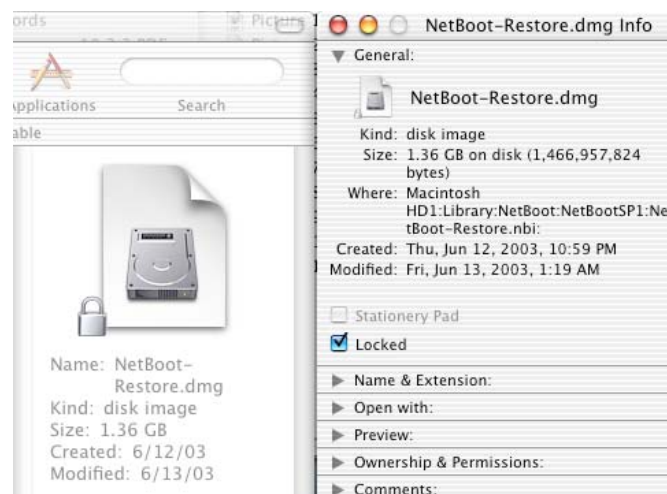 ords
Picture
Applications
Search
able
Name: NetBoot-
Restore.dmg
Kind: disk image
Size: 1.36 GB
Created: 6/12/03
Modified: 6/13/03
NetBoot-Restore.dmg Info
General:
NetBoot-Restore.dmg
Kind: disk image
Size: 1.36 GB on disk (1,466,957,824
bytes)
Where: Macintosh
HD1:Library:NetBoot:NetBootSP1:Ne
tBoot-Restore.nbi:
Created: Thu, Jun 12, 2003, 10:59 PM
Modified: Fri, Jun 13, 2003, 1:19 AM
Stationery Pad
Locked
Name & Extension:
Open with:
Preview:
Ownership & Permissions:
Comments: